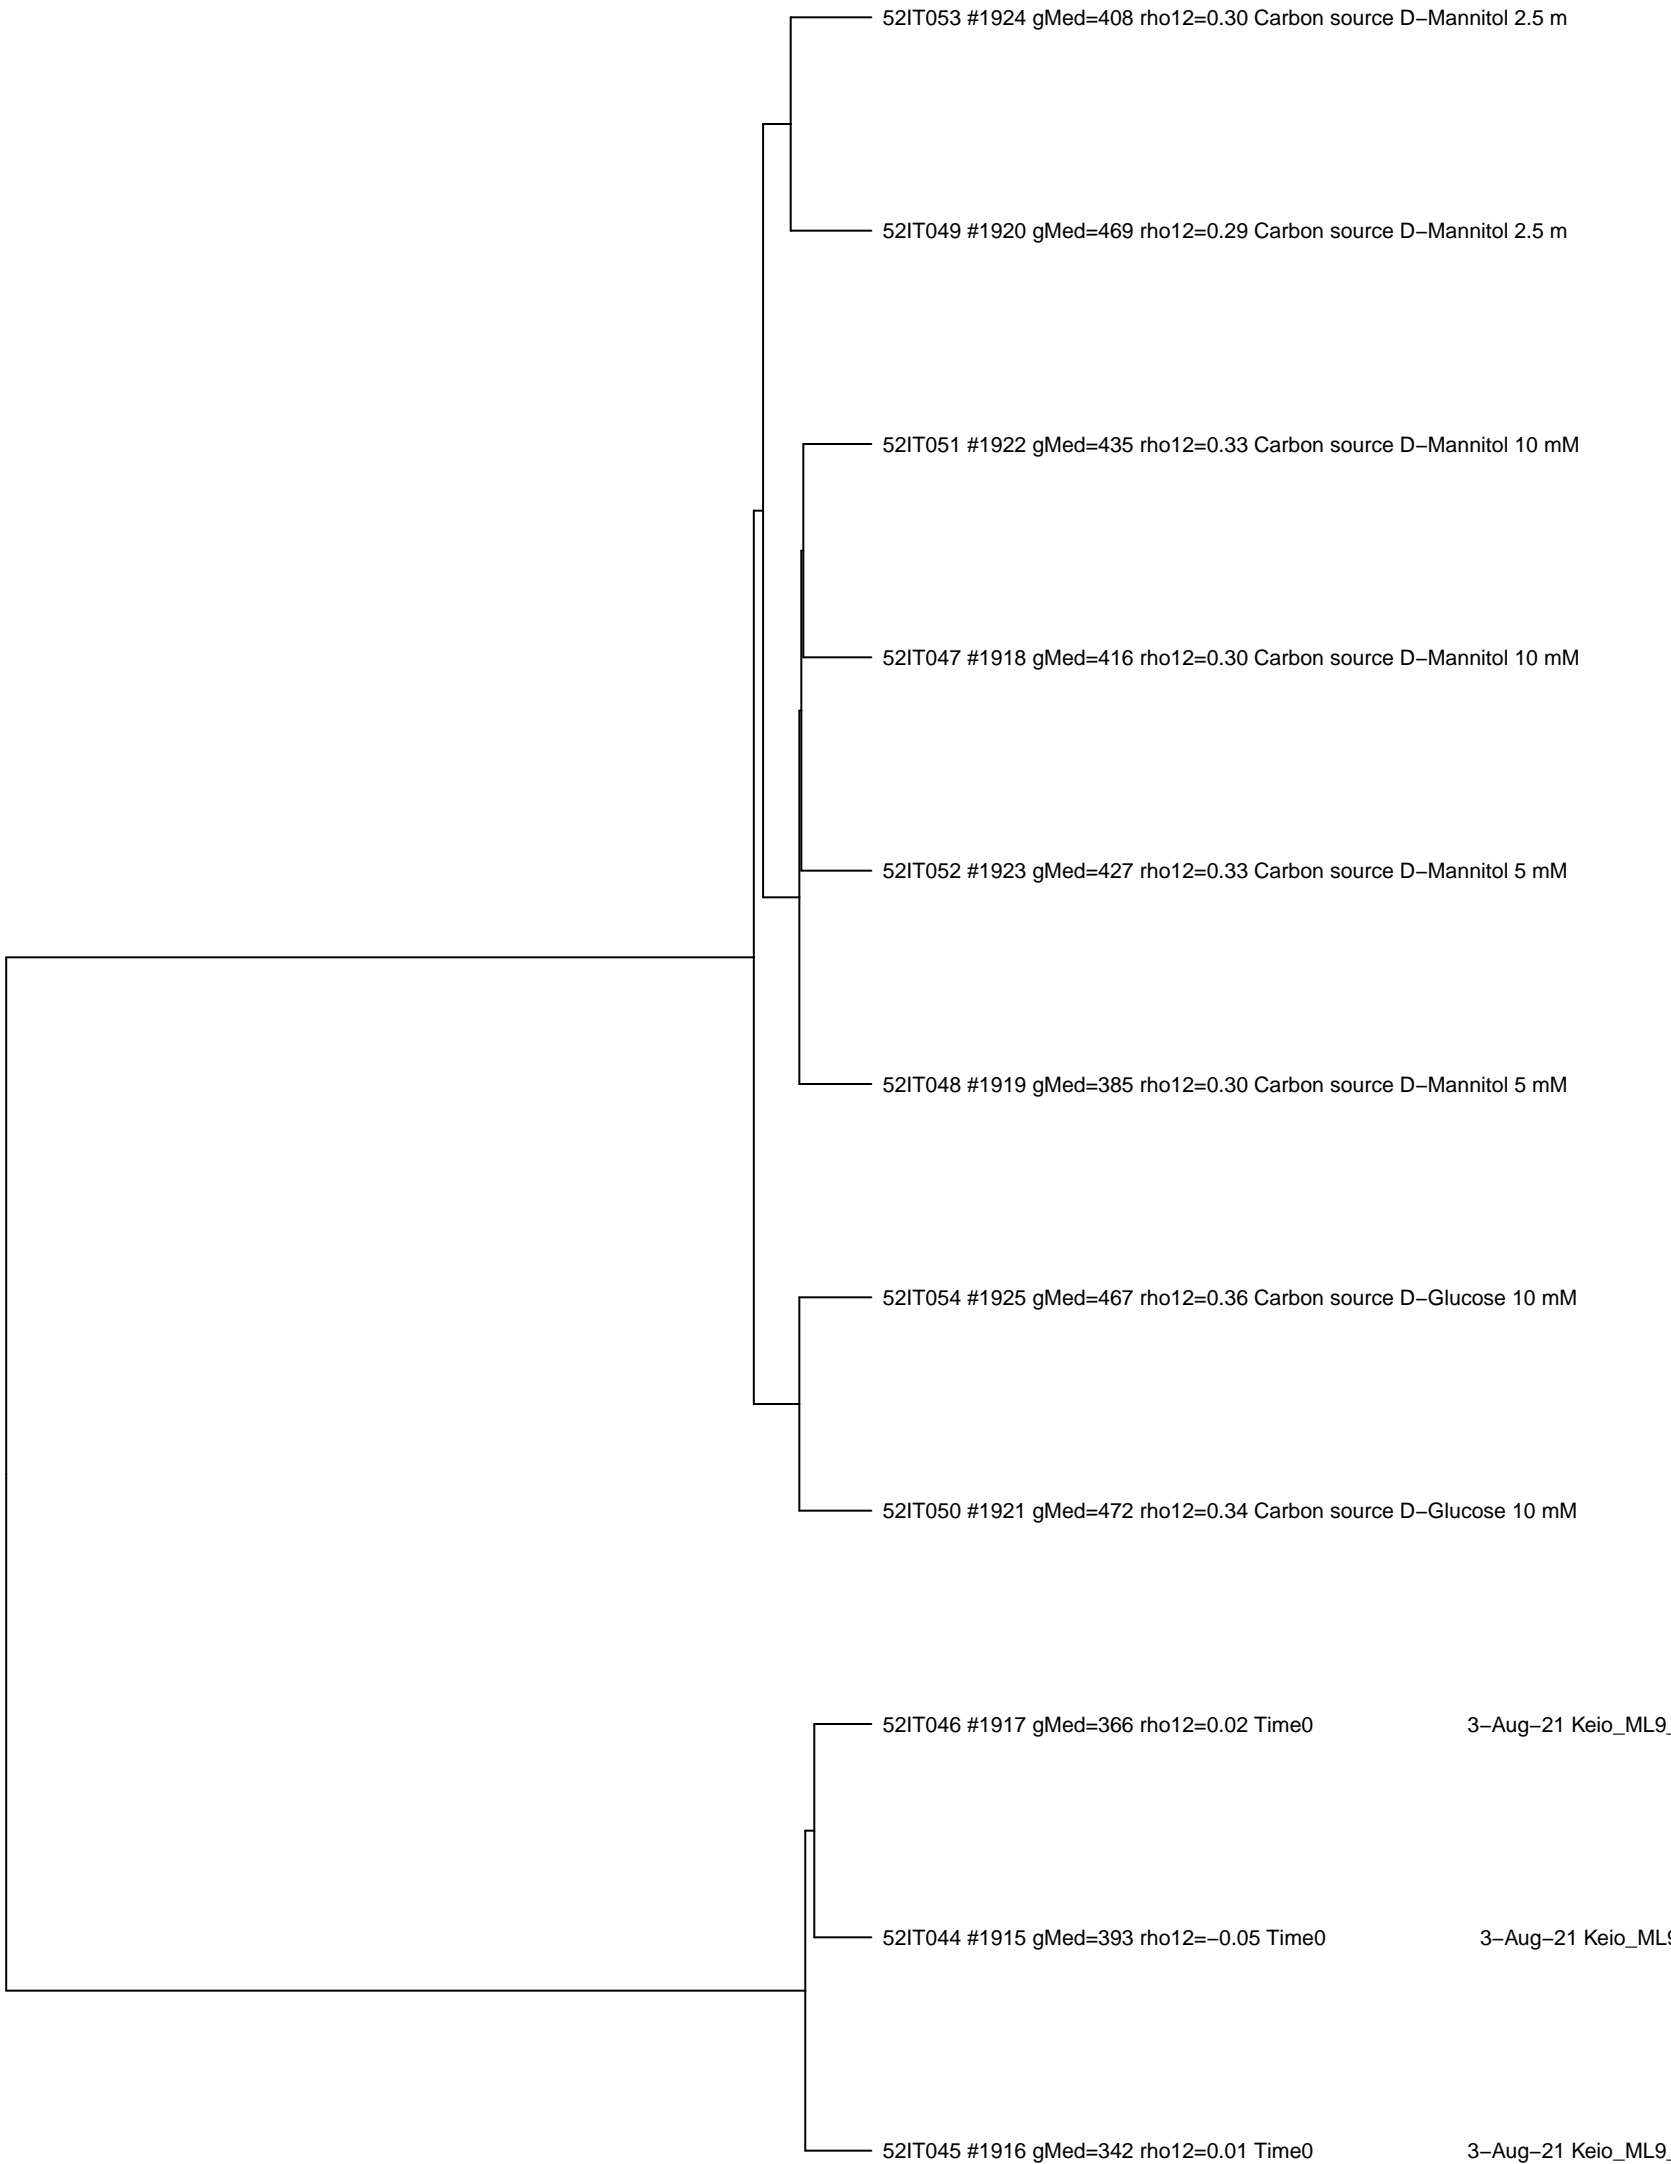 52IT053 #1924 gMed=408 rho12=0.30 Carbon source D−Mannitol 2.5 m
52IT049 #1920 gMed=469 rho12=0.29 Carbon source D−Mannitol 2.5 m
52IT051 #1922 gMed=435 rho12=0.33 Carbon source D−Mannitol 10 mM
52IT047 #1918 gMed=416 rho12=0.30 Carbon source D−Mannitol 10 mM
52IT052 #1923 gMed=427 rho12=0.33 Carbon source D−Mannitol 5 mM
52IT048 #1919 gMed=385 rho12=0.30 Carbon source D−Mannitol 5 mM
52IT054 #1925 gMed=467 rho12=0.36 Carbon source D−Glucose 10 mM
52IT050 #1921 gMed=472 rho12=0.34 Carbon source D−Glucose 10 mM
52IT046 #1917 gMed=366 rho12=0.02 Time0 3−Aug−21 Keio_ML9_
52IT044 #1915 gMed=393 rho12=−0.05 Time0 3−Aug−21 Keio_ML9
52IT045 #1916 gMed=342 rho12=0.01 Time0 3−Aug−21 Keio_ML9_